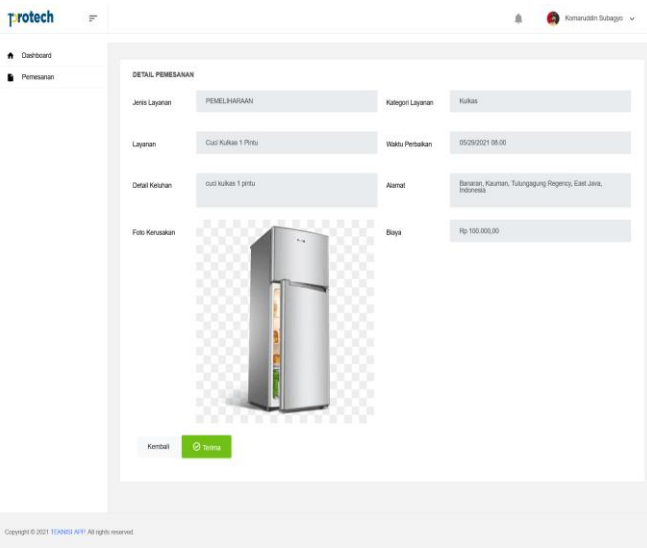 protech
Komaruddin Subagyo
Dashboard
Pemesanan
DETAIL PEMESANAN
Jenis Layanan
PEMELIHARAAN
Kategori Layanan
Kulkas
Layanan
Cuci Kulkas 1 Pintu
Waktu Perbaikan
05/29/2021 08.00
Detail Keluhan
cuci kulkas 1 pintu
Alamat
Banaran, Kauman, Tulungagung Regency, East Java,
Indonesia
Foto Kerusakan
Biaya
Rp 100.000,00
Kembali
Terima
Copyright © 2021 TEKNISI APP. All rights reserved.